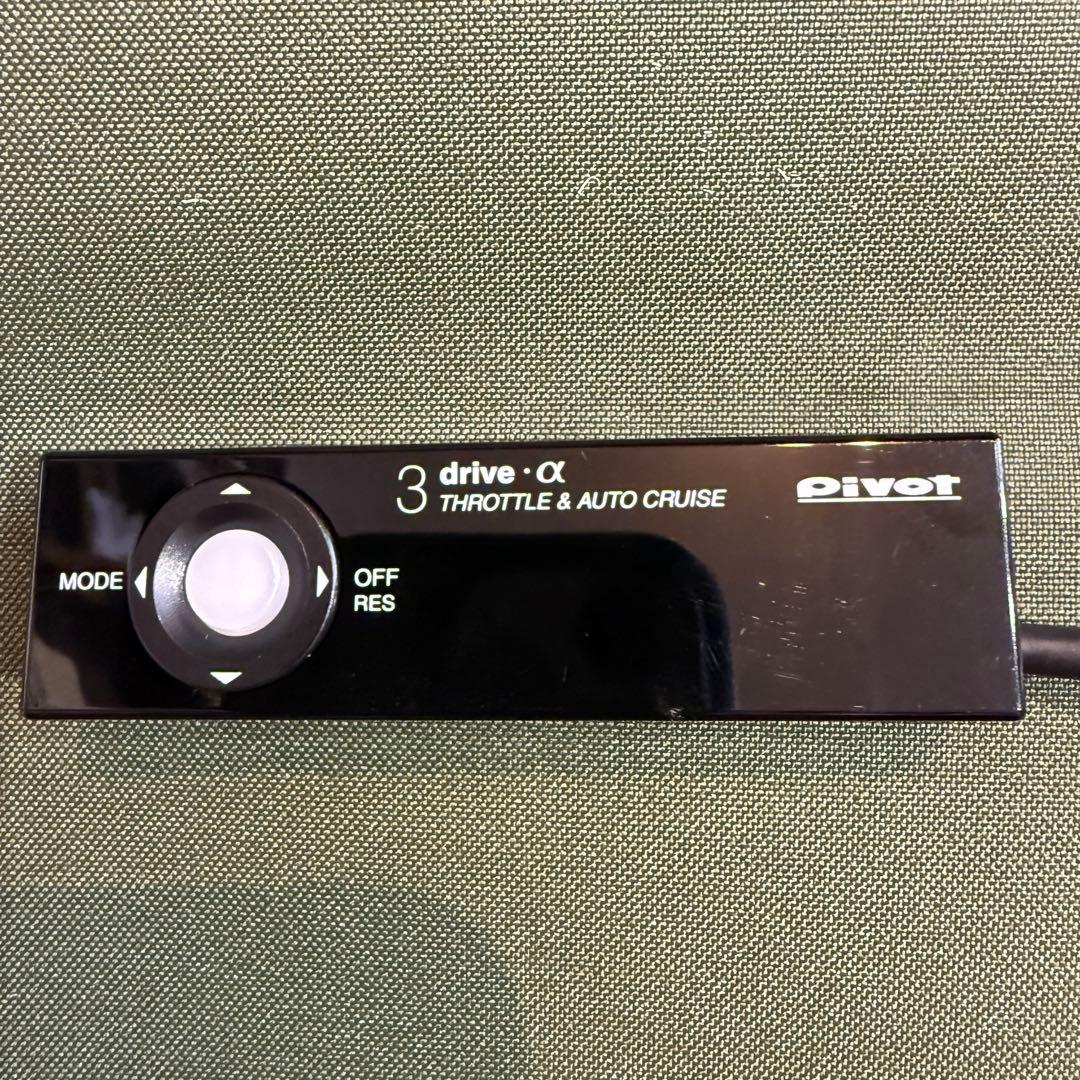 3 drive・α
THROTTLE & AUTO CRUISE
Pivot
MODE
OFF
RES